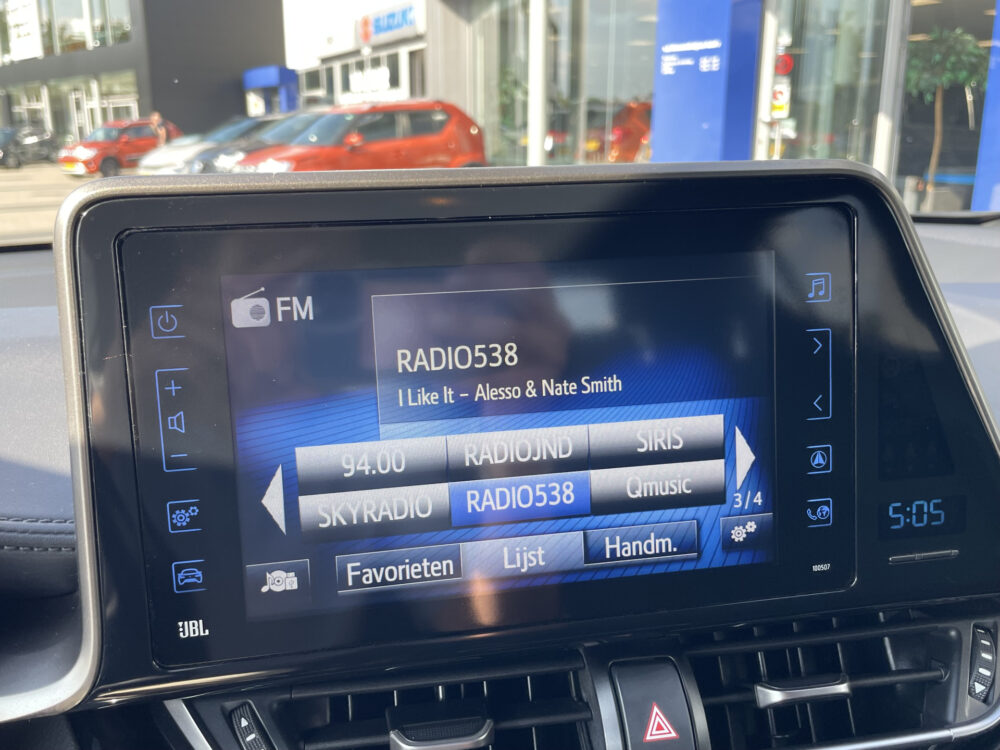 SUZUKI
FM
RADIO538
I Like It – Alesso & Nate Smith
94.00 RADIOJND SIRIS
SKYRADIO RADIO538 Qmusic
3/4
Favorieten Lijst Handm.
5:05
100507
JBL